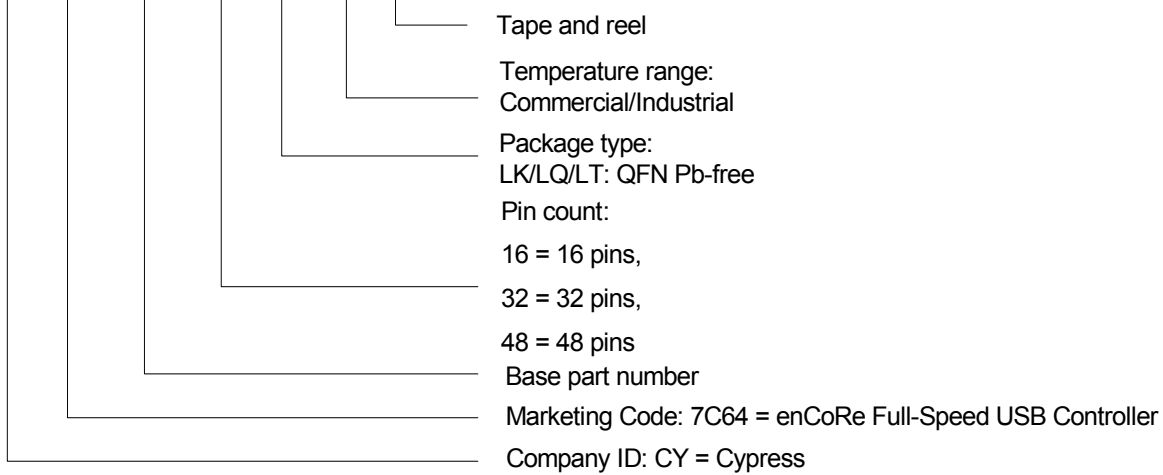 Tape and reel
Temperature range:
Commercial/Industrial
Package type:
LK/LQ/LT: QFN Pb-free
Pin count:
16 = 16 pins,
32 = 32 pins,
48 = 48 pins
Base part number
Marketing Code: 7C64 = enCoRe Full-Speed USB Controller
Company ID: CY = Cypress